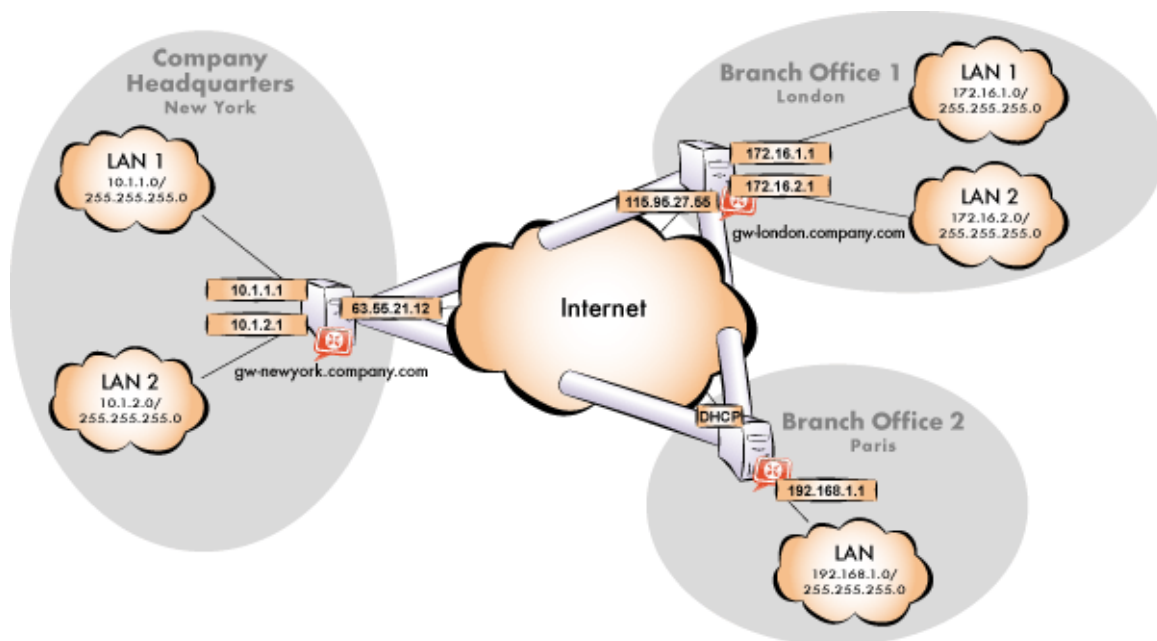 Company
Headquarters
New York
LAN 1
10.1.1.0/
255.255.255.0
10.1.1.1
10.1.2.1
63.55.21.12
gw-newyork.company.com
LAN 2
10.1.2.0/
255.255.255.0
Internet
Branch Office 1
London
LAN 1
172.16.1.0/
255.255.255.0
172.16.1.1
172.16.2.1
115.95.27.55
gw-london.company.com
LAN 2
172.16.2.0/
255.255.255.0
DHCP
Branch Office 2
Paris
192.168.1.1
LAN
192.168.1.0/
255.255.255.0